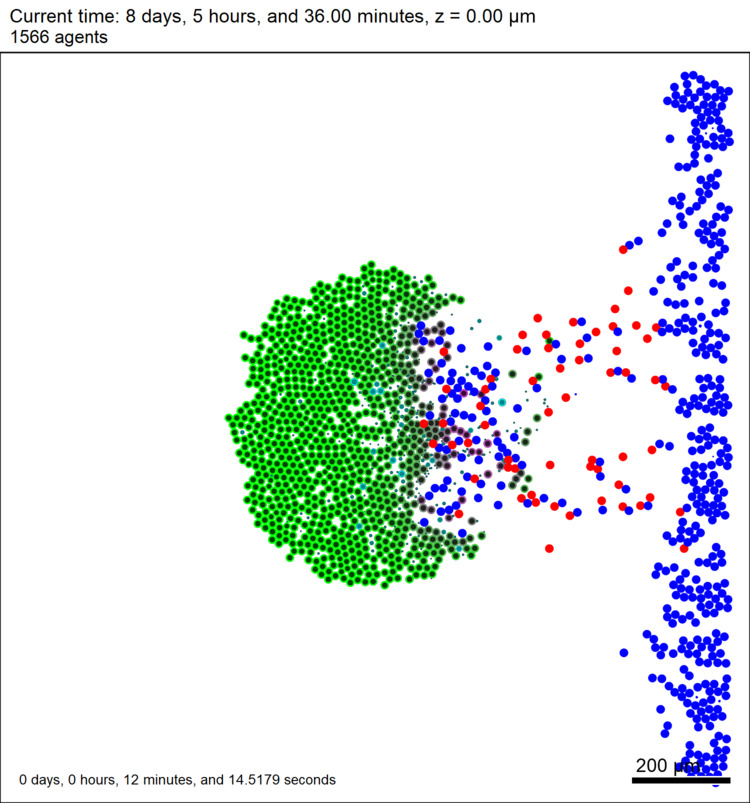 Current time: 8 days, 5 hours, and 36.00 minutes, z = 0.00 μm
1566 agents
200 μm
0 days, 0 hours, 12 minutes, and 14.5179 seconds